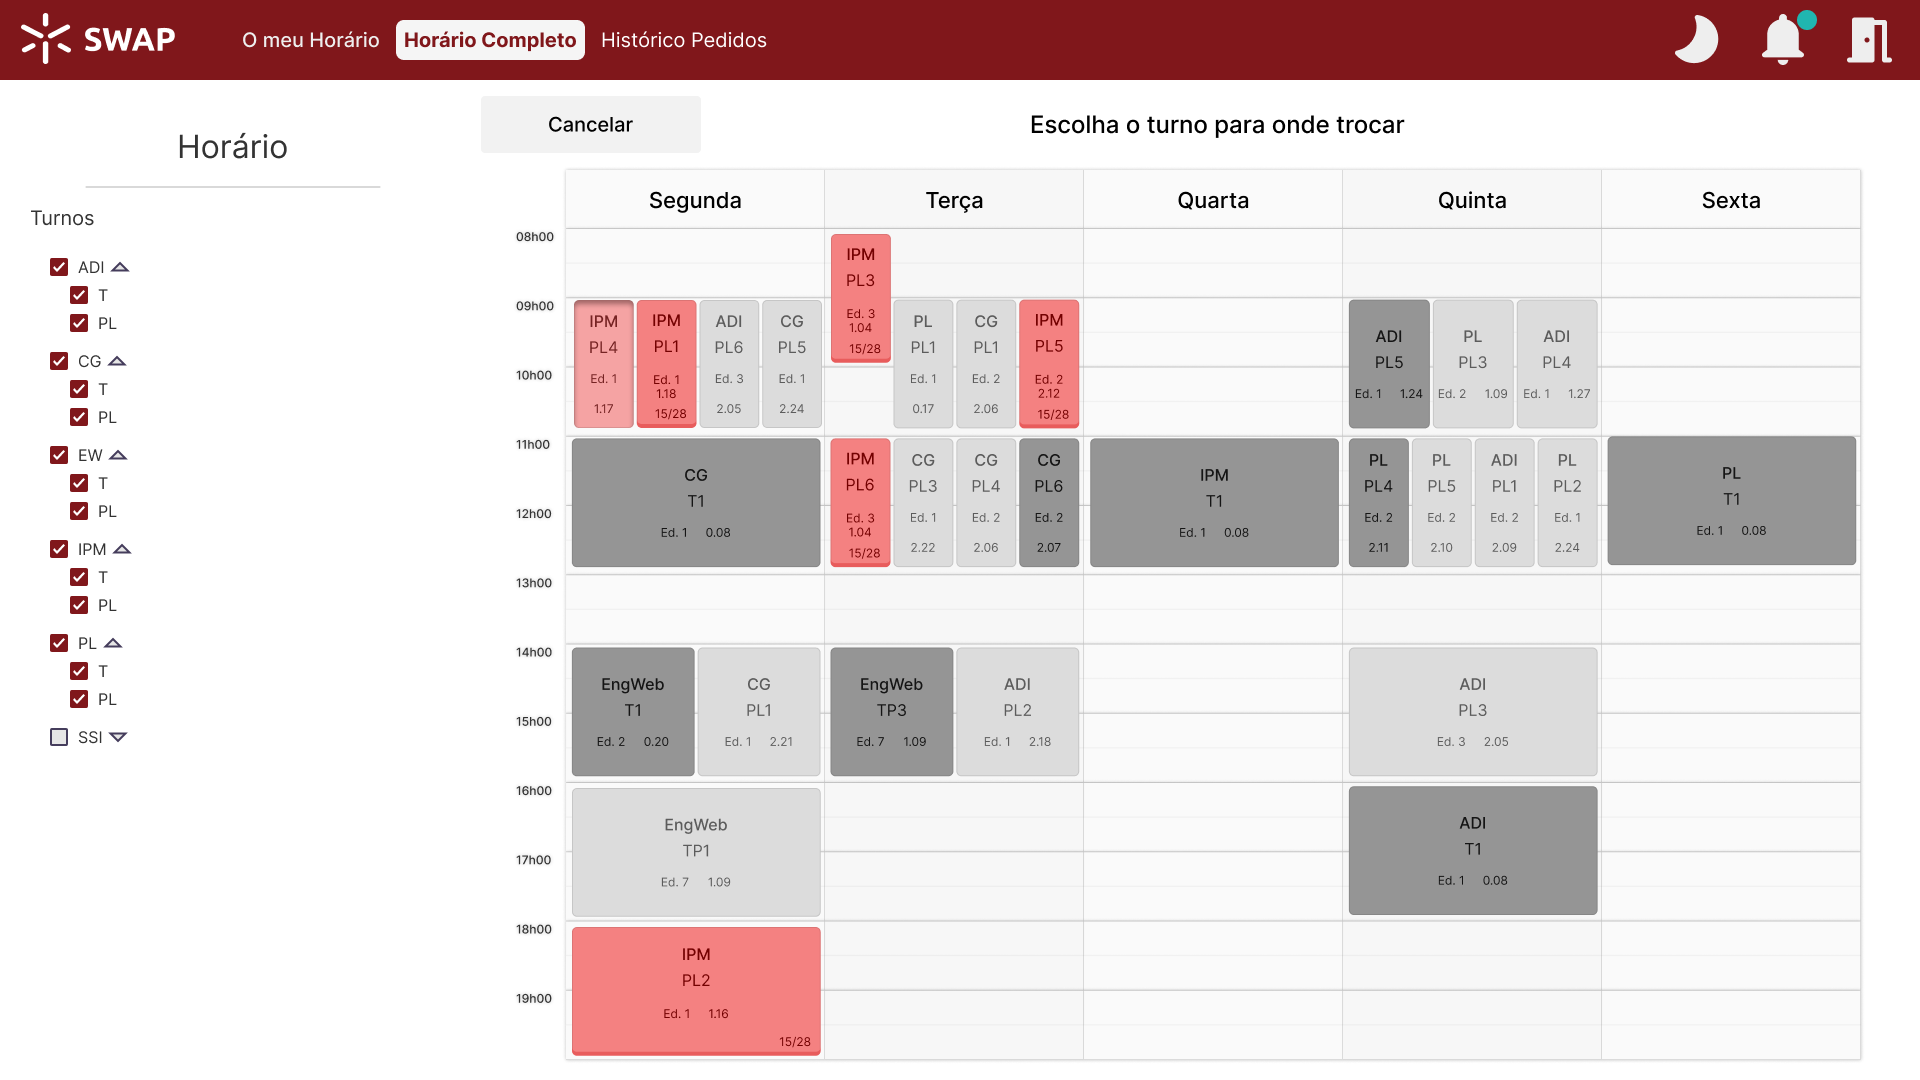 SWAP
O meu Horário
Horário Completo
Histórico Pedidos
Horário
Turnos
ADI
T
PL
CG
T
PL
EW
T
PL
IPM
T
PL
PL
T
PL
SSI
Cancelar
Escolha o turno para onde trocar
Segunda
Terça
Quarta
Quinta
Sexta
08h00
09h00
10h00
11h00
12h00
13h00
14h00
15h00
16h00
17h00
18h00
19h00
IPM
PL4
Ed. 1
1.17
IPM
PL1
Ed. 1
1.18
15/28
ADI
PL6
Ed. 3
2.05
CG
PL5
Ed. 1
2.24
CG
T1
Ed. 1 0.08
EngWeb
T1
Ed. 2 0.20
CG
PL1
Ed. 1 2.21
EngWeb
TP1
Ed. 7 1.09
IPM
PL2
Ed. 1 1.16
15/28
IPM
PL3
Ed. 3
1.04
15/28
PL
PL1
Ed. 1
0.17
CG
PL1
Ed. 2
2.06
IPM
PL5
Ed. 2
2.12
15/28
IPM
PL6
Ed. 3
1.04
15/28
CG
PL3
Ed. 1
2.22
CG
PL4
Ed. 2
2.06
CG
PL6
Ed. 2
2.07
EngWeb
TP3
Ed. 7 1.09
ADI
PL2
Ed. 1 2.18
IPM
T1
Ed. 1 0.08
ADI
PL5
Ed. 1 1.24
PL
PL3
Ed. 2 1.09
ADI
PL4
Ed. 1 1.27
PL
PL4
Ed. 2
2.11
PL
PL5
Ed. 2
2.10
ADI
PL1
Ed. 2
2.09
PL
PL2
Ed. 1
2.24
ADI
PL3
Ed. 3 2.05
ADI
T1
Ed. 1 0.08
PL
T1
Ed. 1 0.08